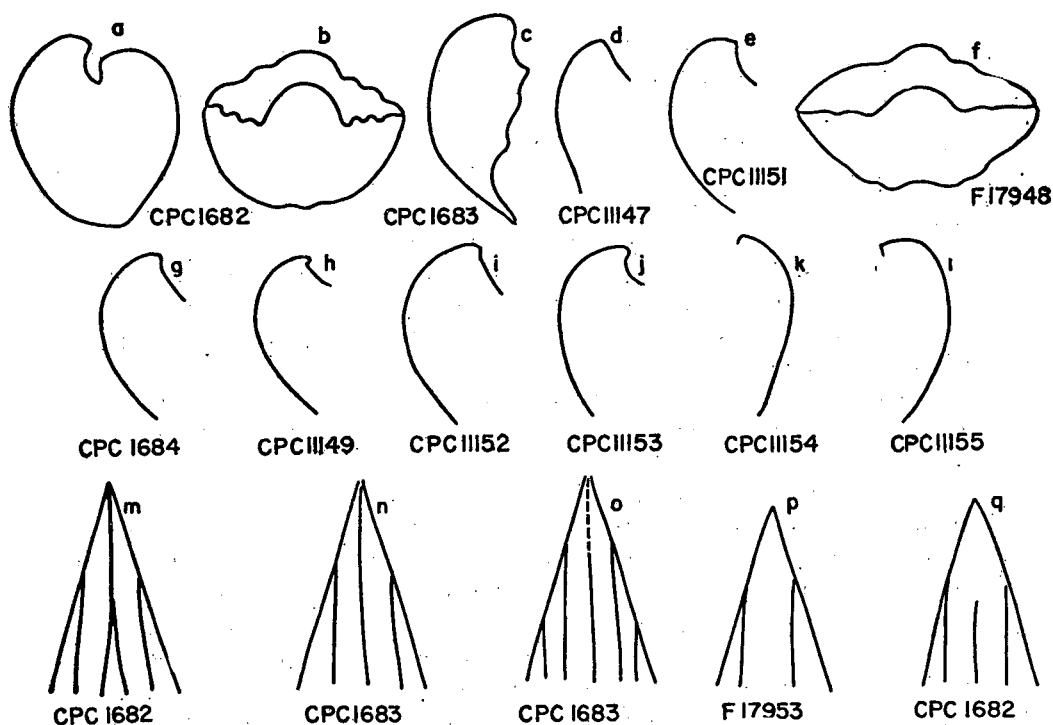 a b c d e f
CPC1682 CPC1683 CPC11147 CPC11151 F17948
g h i j k l
CPC 1684 CPC11149 CPC11152 CPC11153 CPC11154 CPC11155
m n o p q
CPC 1682 CPC1683 CPC 1683 F 17953 CPC 1682